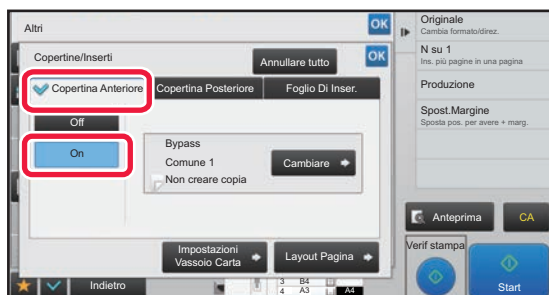 Altri
OK
Copertine/Inserti
Annullare tutto
OK
Copertina Anteriore
Copertina Posteriore
Foglio Di Inser.
Off
On
Bypass
Comune 1
Non creare copia
Cambiare
Impostazioni
Vassoio Carta
Layout Pagina
Indietro
3 B4
4 A3
A4
Originale
Cambia formato/direz.
N su 1
Ins. più pagine in una pagina
Produzione
Spost.Margine
Sposta pos. per avere + marg.
Anteprima
CA
Verif stampa
Start